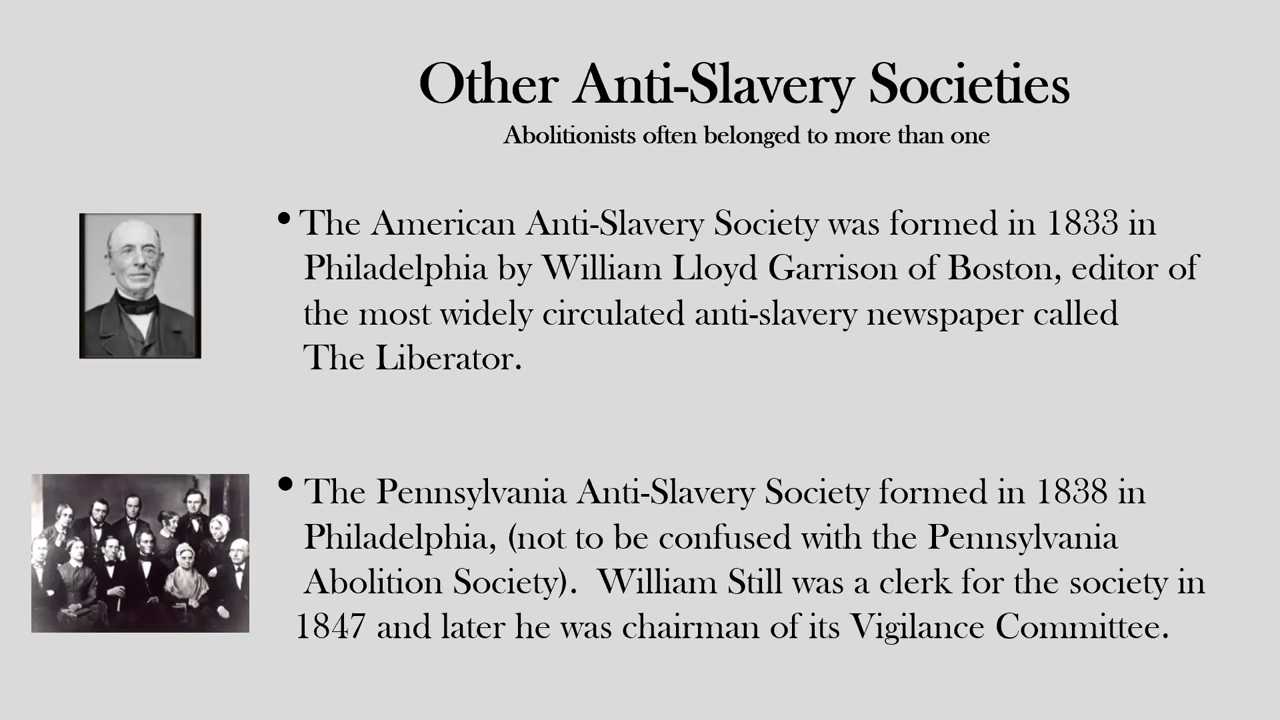 Other Anti-Slavery Societies
Abolitionists often belonged to more than one
• The American Anti-Slavery Society was formed in 1833 in
Philadelphia by William Lloyd Garrison of Boston, editor of
the most widely circulated anti-slavery newspaper called
The Liberator.
• The Pennsylvania Anti-Slavery Society formed in 1838 in
Philadelphia, (not to be confused with the Pennsylvania
Abolition Society).  William Still was a clerk for the society in
1847 and later he was chairman of its Vigilance Committee.